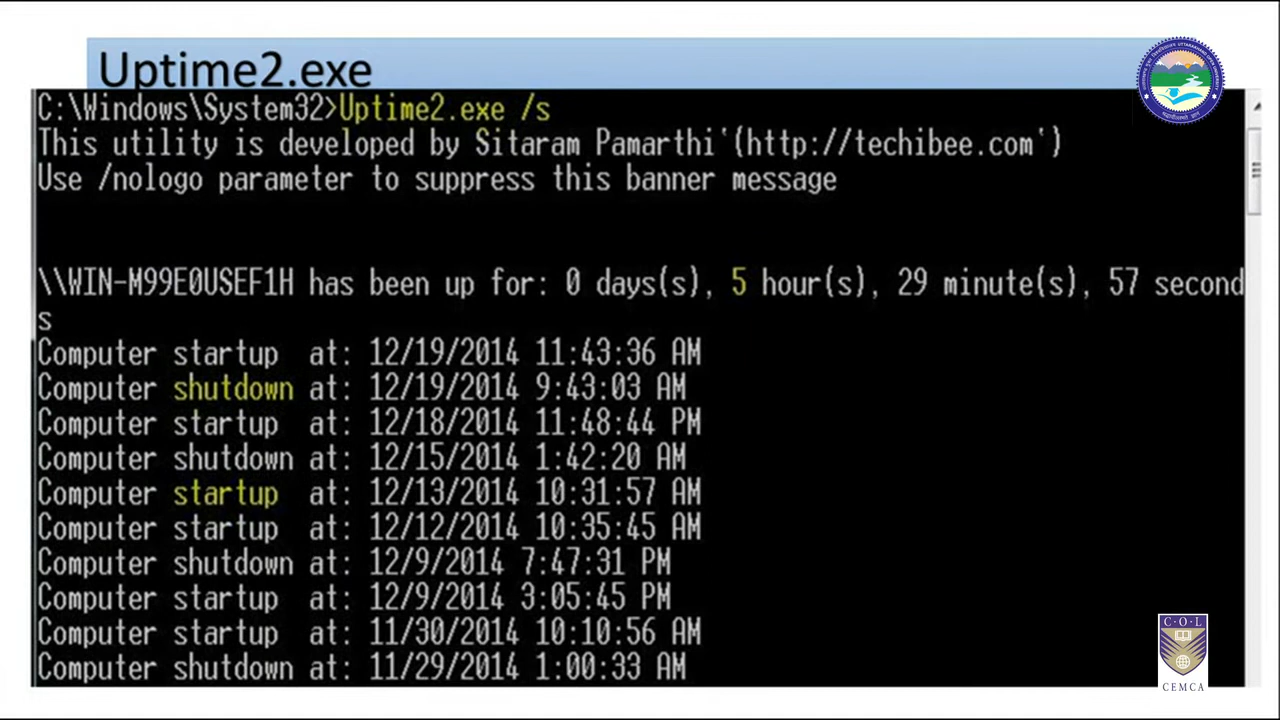 Uptime2.exe
C:\Windows\System32>Uptime2.exe /s
This utility is developed by Sitaram Pamarthi'(http://techibee.com')
Use /nologo parameter to suppress this banner message
\\WIN-M99E0USEF1H has been up for: 0 days(s), 5 hour(s), 29 minute(s), 57 second
s
Computer startup at: 12/19/2014 11:43:36 AM
Computer shutdown at: 12/19/2014 9:43:03 AM
Computer startup at: 12/18/2014 11:48:44 PM
Computer shutdown at: 12/15/2014 1:42:20 AM
Computer startup at: 12/13/2014 10:31:57 AM
Computer startup at: 12/12/2014 10:35:45 AM
Computer shutdown at: 12/9/2014 7:47:31 PM
Computer startup at: 12/9/2014 3:05:45 PM
Computer startup at: 11/30/2014 10:10:56 AM
Computer shutdown at: 11/29/2014 1:00:33 AM
C·O·L
CEMCA